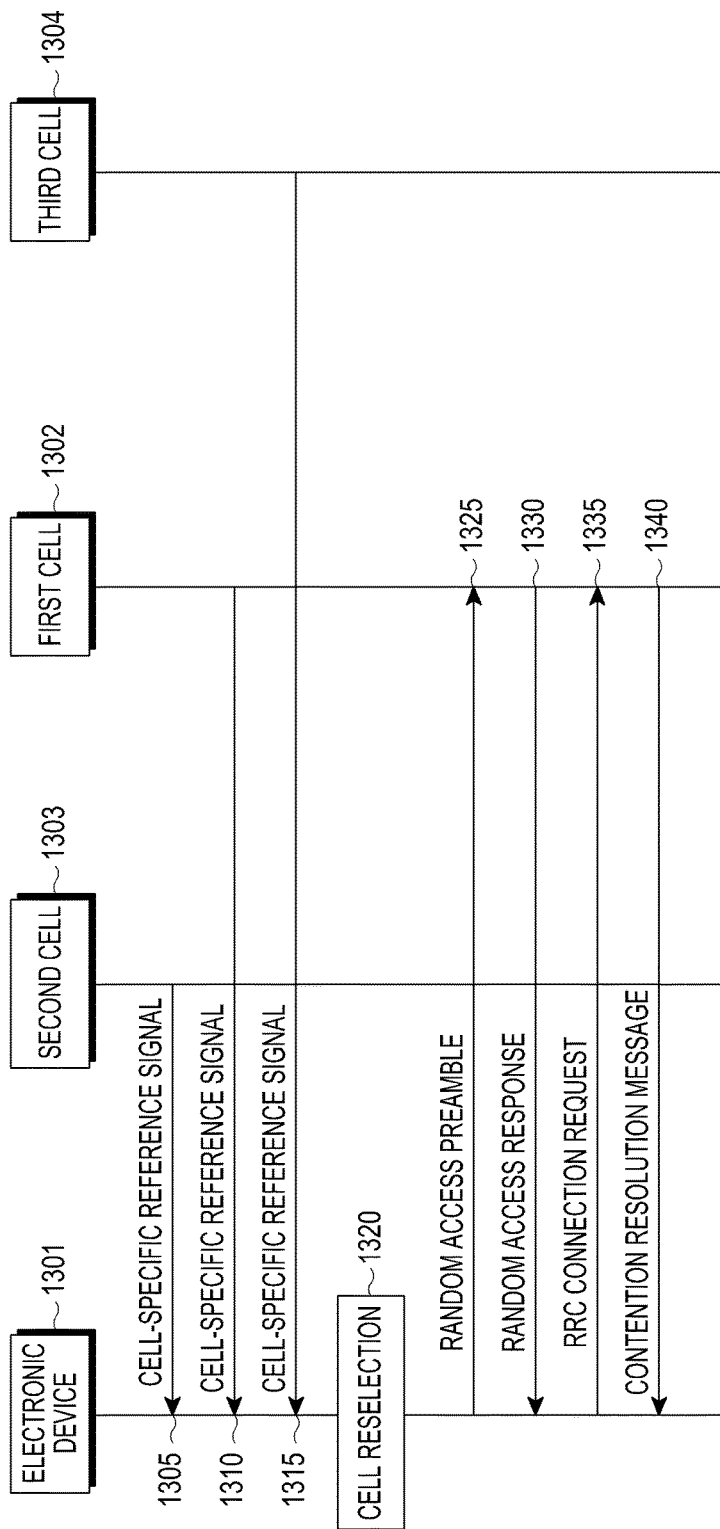 ELECTRONIC
DEVICE
1301
SECOND CELL
1303
FIRST CELL
1302
THIRD CELL
1304
CELL-SPECIFIC REFERENCE SIGNAL
1305
CELL-SPECIFIC REFERENCE SIGNAL
1310
CELL-SPECIFIC REFERENCE SIGNAL
1315
CELL RESELECTION
1320
RANDOM ACCESS PREAMBLE
1325
RANDOM ACCESS RESPONSE
1330
RRC CONNECTION REQUEST
1335
CONTENTION RESOLUTION MESSAGE
1340